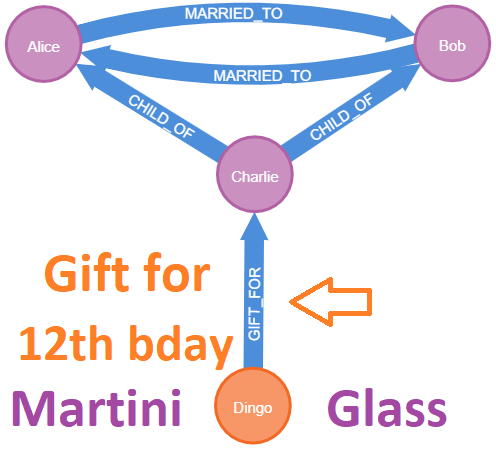 MARRIED_TO
Alice
Bob
MARRIED_TO
CHILD_OF
CHILD_OF
Charlie
Gift for
GIFT_FOR
12th bday
Martini
Dingo
Glass